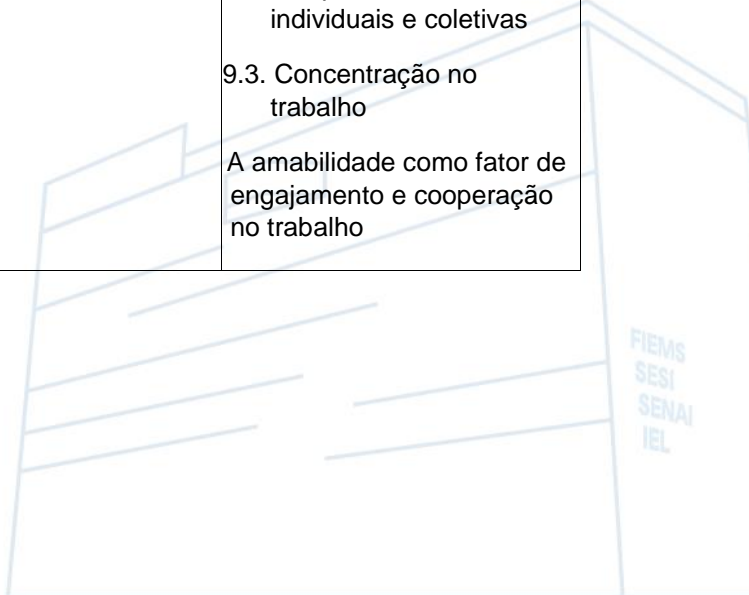 individuais e coletivas
9.3. Concentração no
trabalho
A amabilidade como fator de
engajamento e cooperação
no trabalho
FIEMS
SESI
SENAI
IEL